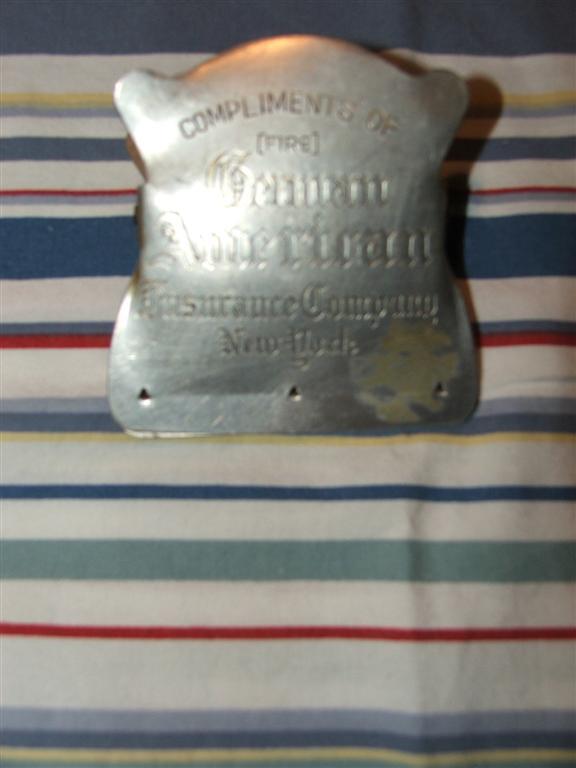 COMPLIMENTS OF
[FIRE]
German
American
Insurance Company
New-York